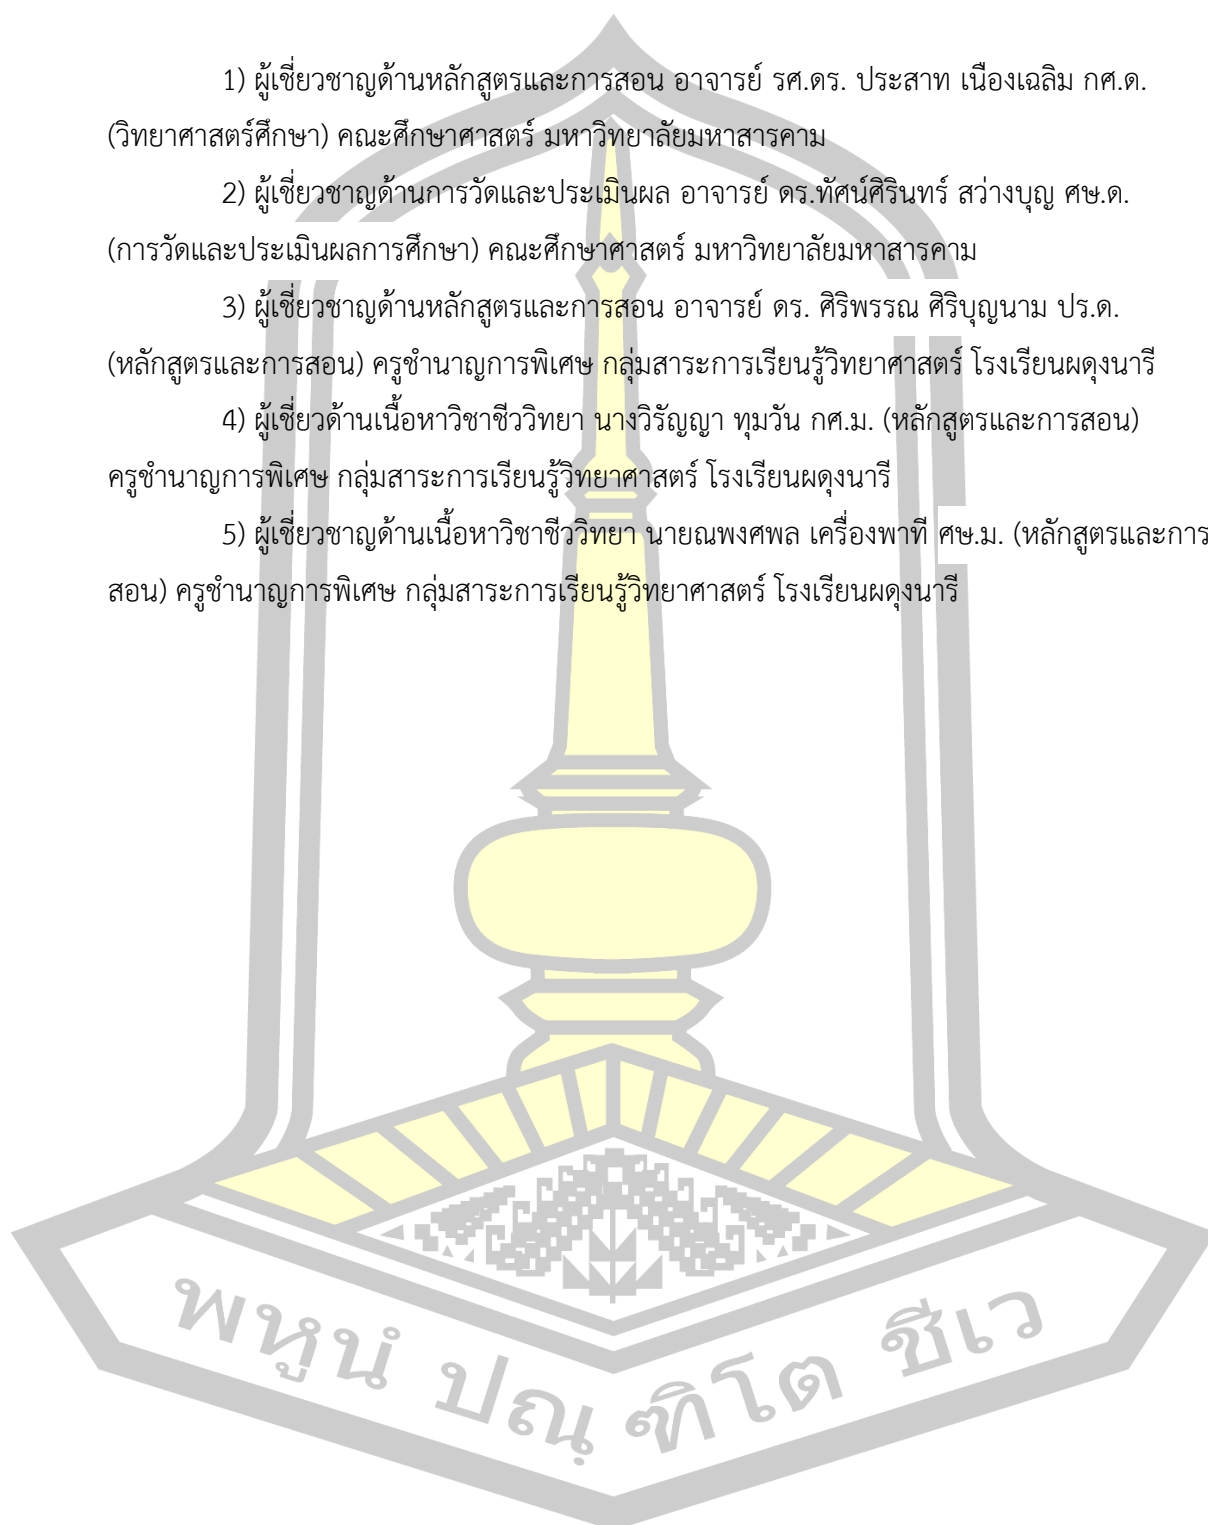 1) ผู้เชี่ยวชาญด้านหลักสูตรและการสอน อาจารย์ รศ.ดร. ประสาท เนืองเฉลิม กศ.ด.
(วิทยาศาสตร์ศึกษา) คณะศึกษาศาสตร์ มหาวิทยาลัยมหาสารคาม
2) ผู้เชี่ยวชาญด้านการวัดและประเมินผล อาจารย์ ดร.ทัศน์ศิรินทร์ สว่างบุญ ศษ.ด.
(การวัดและประเมินผลการศึกษา) คณะศึกษาศาสตร์ มหาวิทยาลัยมหาสารคาม
3) ผู้เชี่ยวชาญด้านหลักสูตรและการสอน อาจารย์ ดร. ศิริพรรณ ศิริบุญนาม ปร.ด.
(หลักสูตรและการสอน) ครูชำนาญการพิเศษ กลุ่มสาระการเรียนรู้วิทยาศาสตร์ โรงเรียนผดุงนารี
4) ผู้เชี่ยวด้านเนื้อหาวิชาชีววิทยา นางวิรัญญา ทุมวัน กศ.ม. (หลักสูตรและการสอน)
ครูชำนาญการพิเศษ กลุ่มสาระการเรียนรู้วิทยาศาสตร์ โรงเรียนผดุงนารี
5) ผู้เชี่ยวชาญด้านเนื้อหาวิชาชีววิทยา นายณพงศพล เครื่องพาที ศษ.ม. (หลักสูตรและการ
สอน) ครูชำนาญการพิเศษ กลุ่มสาระการเรียนรู้วิทยาศาสตร์ โรงเรียนผดุงนารี
พหูนํ ปณฺฑิโต ชีเว